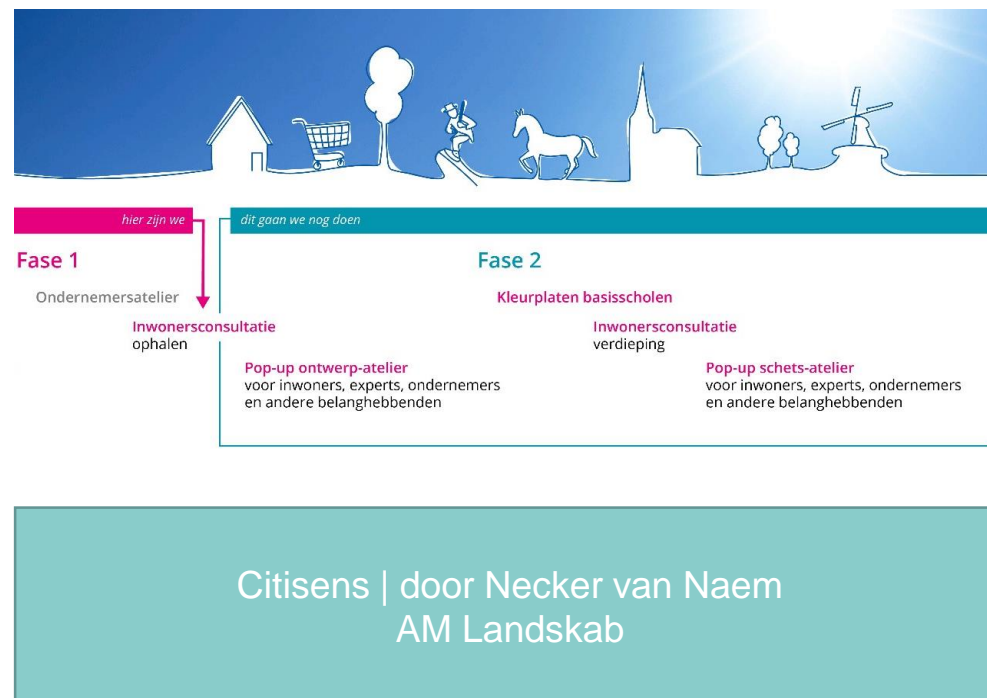 hier zijn we
dit gaan we nog doen
Fase 1
Fase 2
Ondernemersatelier
Kleurplaten basisscholen
Inwonersconsultatie
ophalen
Inwonersconsultatie
verdieping
Pop-up ontwerp-atelier
voor inwoners, experts, ondernemers
en andere belanghebbenden
Pop-up schets-atelier
voor inwoners, experts, ondernemers
en andere belanghebbenden
Citisens | door Necker van Naem
AM Landskab